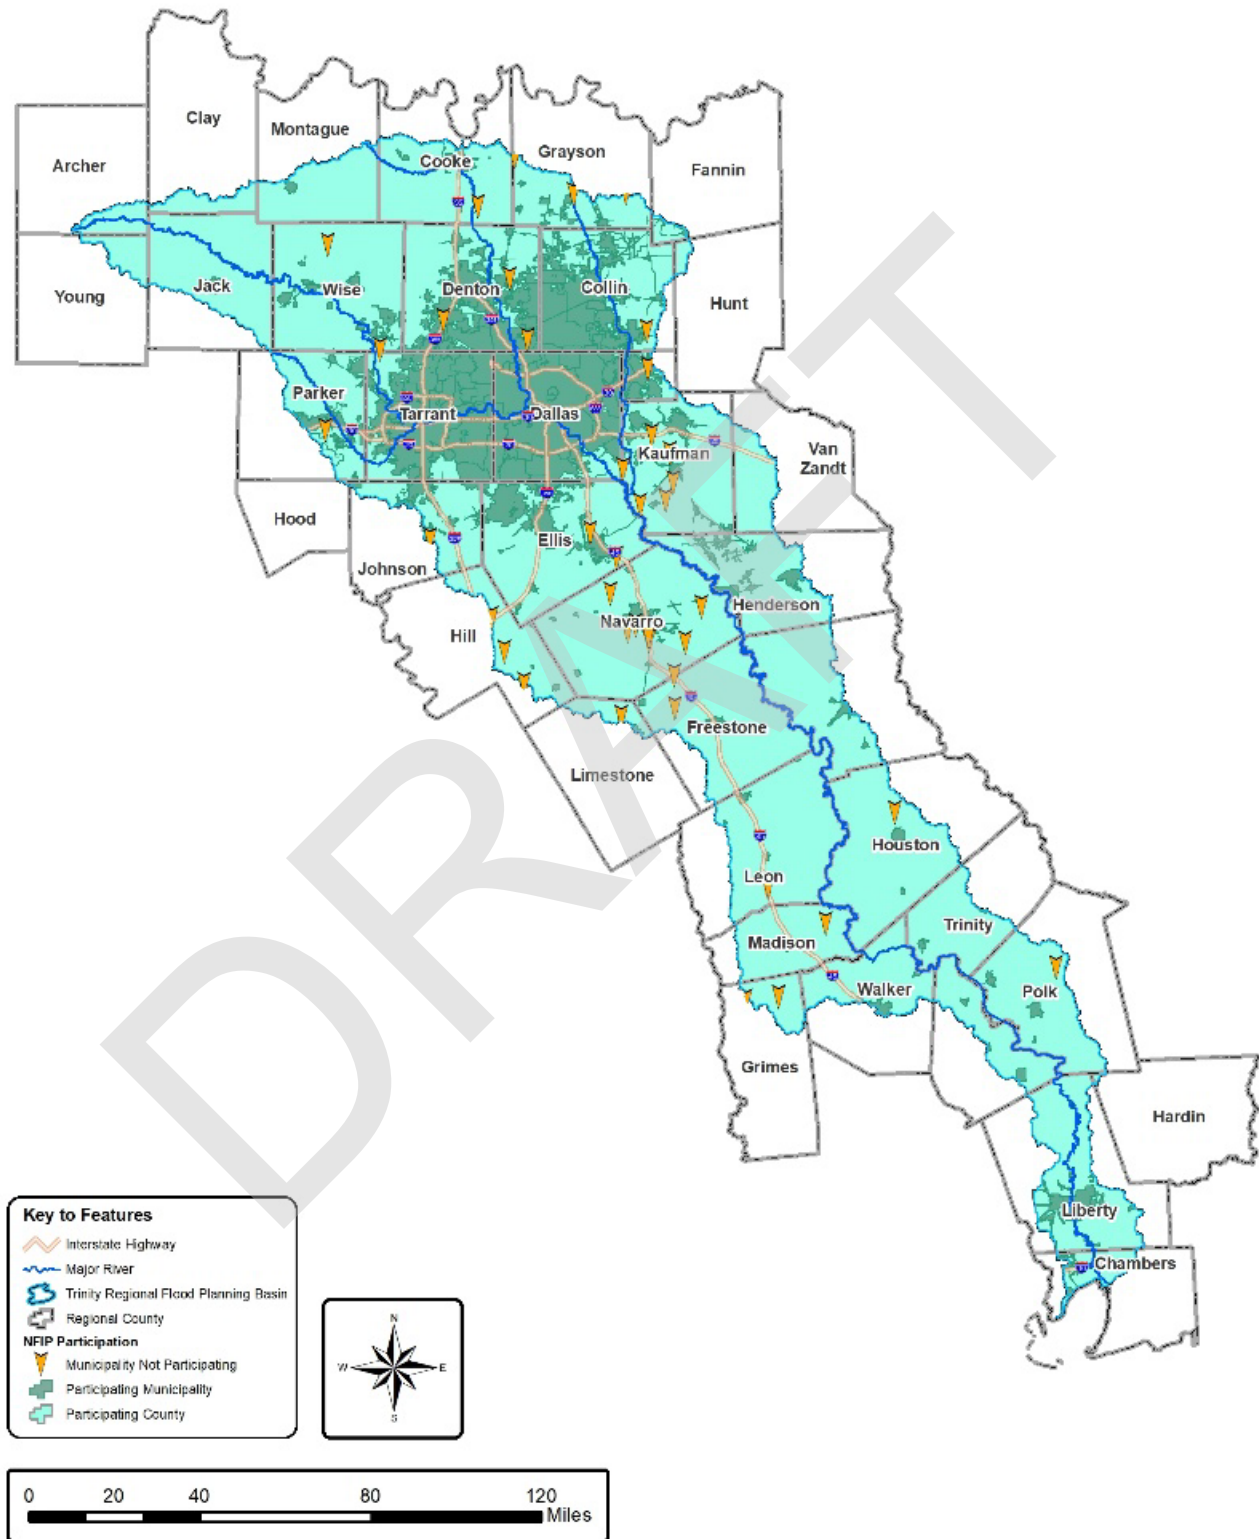 Clay
Montague
Cooke
Grayson
Fannin
Archer
Young
Jack
Wise
Denton
Collin
Hunt
Parker
Tarrant
Dallas
Kaufman
Van
Zandt
Hood
Johnson
Ellis
Henderson
Navarro
Hill
Freestone
Limestone
Houston
Leon
Trinity
Madison
Walker
Polk
Grimes
Hardin
Liberty
Chambers
DRAFT
Key to Features
Interstate Highway
Major River
Trinity Regional Flood Planning Basin
Regional County
NFIP Participation
Municipality Not Participating
Participating Municipality
Participating County
N
W E
S
0 20 40 80 120
Miles